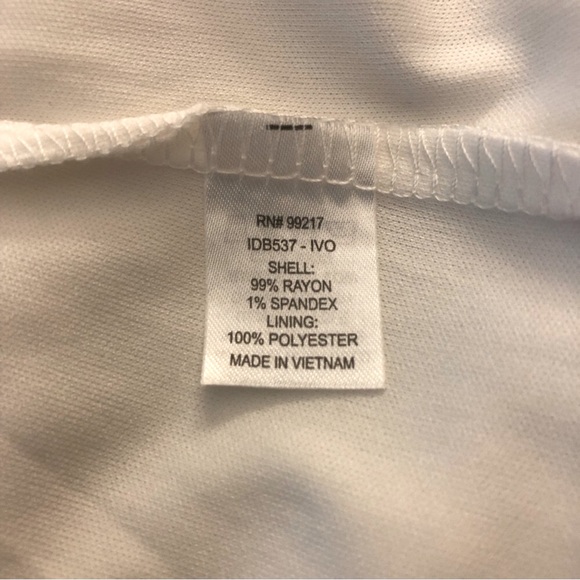 RN# 99217
IDB537 - IVO
SHELL:
99% RAYON
1% SPANDEX
LINING:
100% POLYESTER
MADE IN VIETNAM